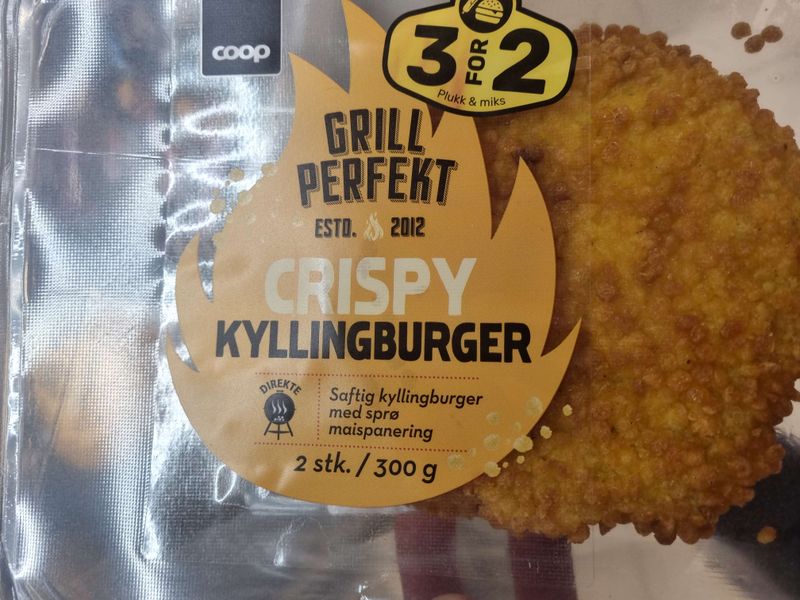 coop
3 FOR 2
Plukk & miks
GRILL
PERFEKT
ESTD. 2012
CRISPY
KYLLINGBURGER
DIREKTE
Saftig kyllingburger
med sprø
maispanering
2 stk. / 300 g